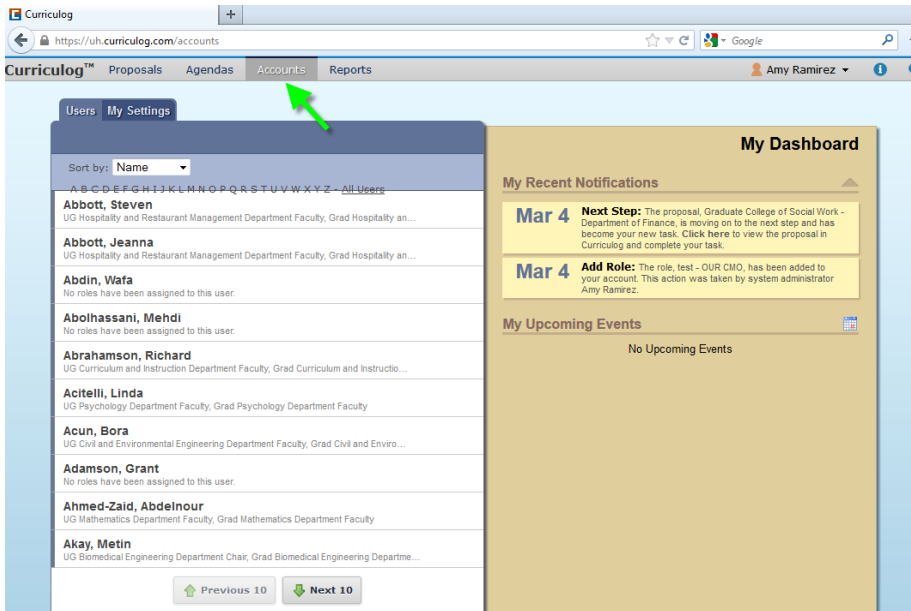 Curriculog
https://uh.curriculog.com/accounts
Google
Curriculog™ Proposals Agendas Accounts Reports
Amy Ramirez
Users My Settings
Sort by: Name
A B C D E F G H I J K L M N O P Q R S T U V W X Y Z - All Users
Abbott, Steven
UG Hospitality and Restaurant Management Department Faculty, Grad Hospitality an...
Abbott, Jeanna
UG Hospitality and Restaurant Management Department Faculty, Grad Hospitality an...
Abdin, Wafa
No roles have been assigned to this user.
Abolhassani, Mehdi
No roles have been assigned to this user.
Abrahamson, Richard
UG Curriculum and Instruction Department Faculty, Grad Curriculum and Instructio...
Acitelli, Linda
UG Psychology Department Faculty, Grad Psychology Department Faculty
Acun, Bora
UG Civil and Environmental Engineering Department Faculty, Grad Civil and Enviro...
Adamson, Grant
No roles have been assigned to this user.
Ahmed-Zaid, Abdelnour
UG Mathematics Department Faculty, Grad Mathematics Department Faculty
Akay, Metin
UG Biomedical Engineering Department Chair, Grad Biomedical Engineering Departme...
Previous 10 Next 10
My Dashboard
My Recent Notifications
Mar 4
Next Step: The proposal, Graduate College of Social Work -
Department of Finance, is moving on to the next step and has
become your new task. Click here to view the proposal in
Curriculog and complete your task.
Mar 4
Add Role: The role, test - OUR CMO, has been added to
your account. This action was taken by system administrator
Amy Ramirez.
My Upcoming Events
No Upcoming Events